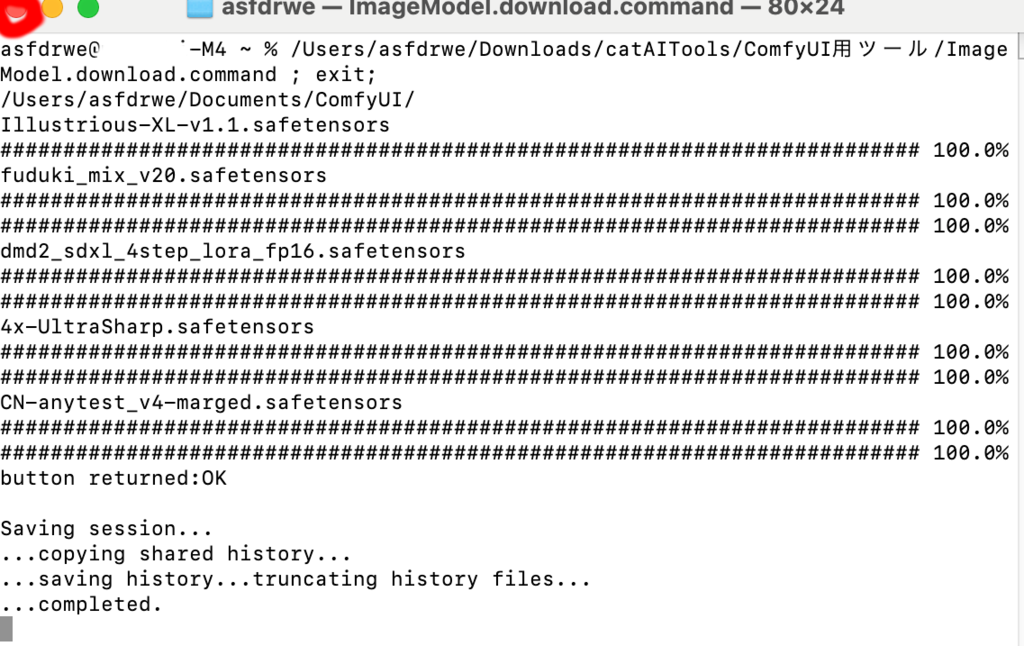 asfdrwe — ImageModel.download.command — 80×24
asfdrwe@ -M4 ~ % /Users/asfdrwe/Downloads/catAITools/ComfyUI用ツール/Image
Model.download.command ; exit;
/Users/asfdrwe/Documents/ComfyUI/
Illustrious-XL-v1.1.safetensors
######################################################################### 100.0%
fuduki_mix_v20.safetensors
######################################################################### 100.0%
######################################################################### 100.0%
dmd2_sdxl_4step_lora_fp16.safetensors
######################################################################### 100.0%
######################################################################### 100.0%
4x-UltraSharp.safetensors
######################################################################### 100.0%
######################################################################### 100.0%
CN-anytest_v4-marged.safetensors
######################################################################### 100.0%
######################################################################### 100.0%
button returned:OK
Saving session...
...copying shared history...
...saving history...truncating history files...
...completed.